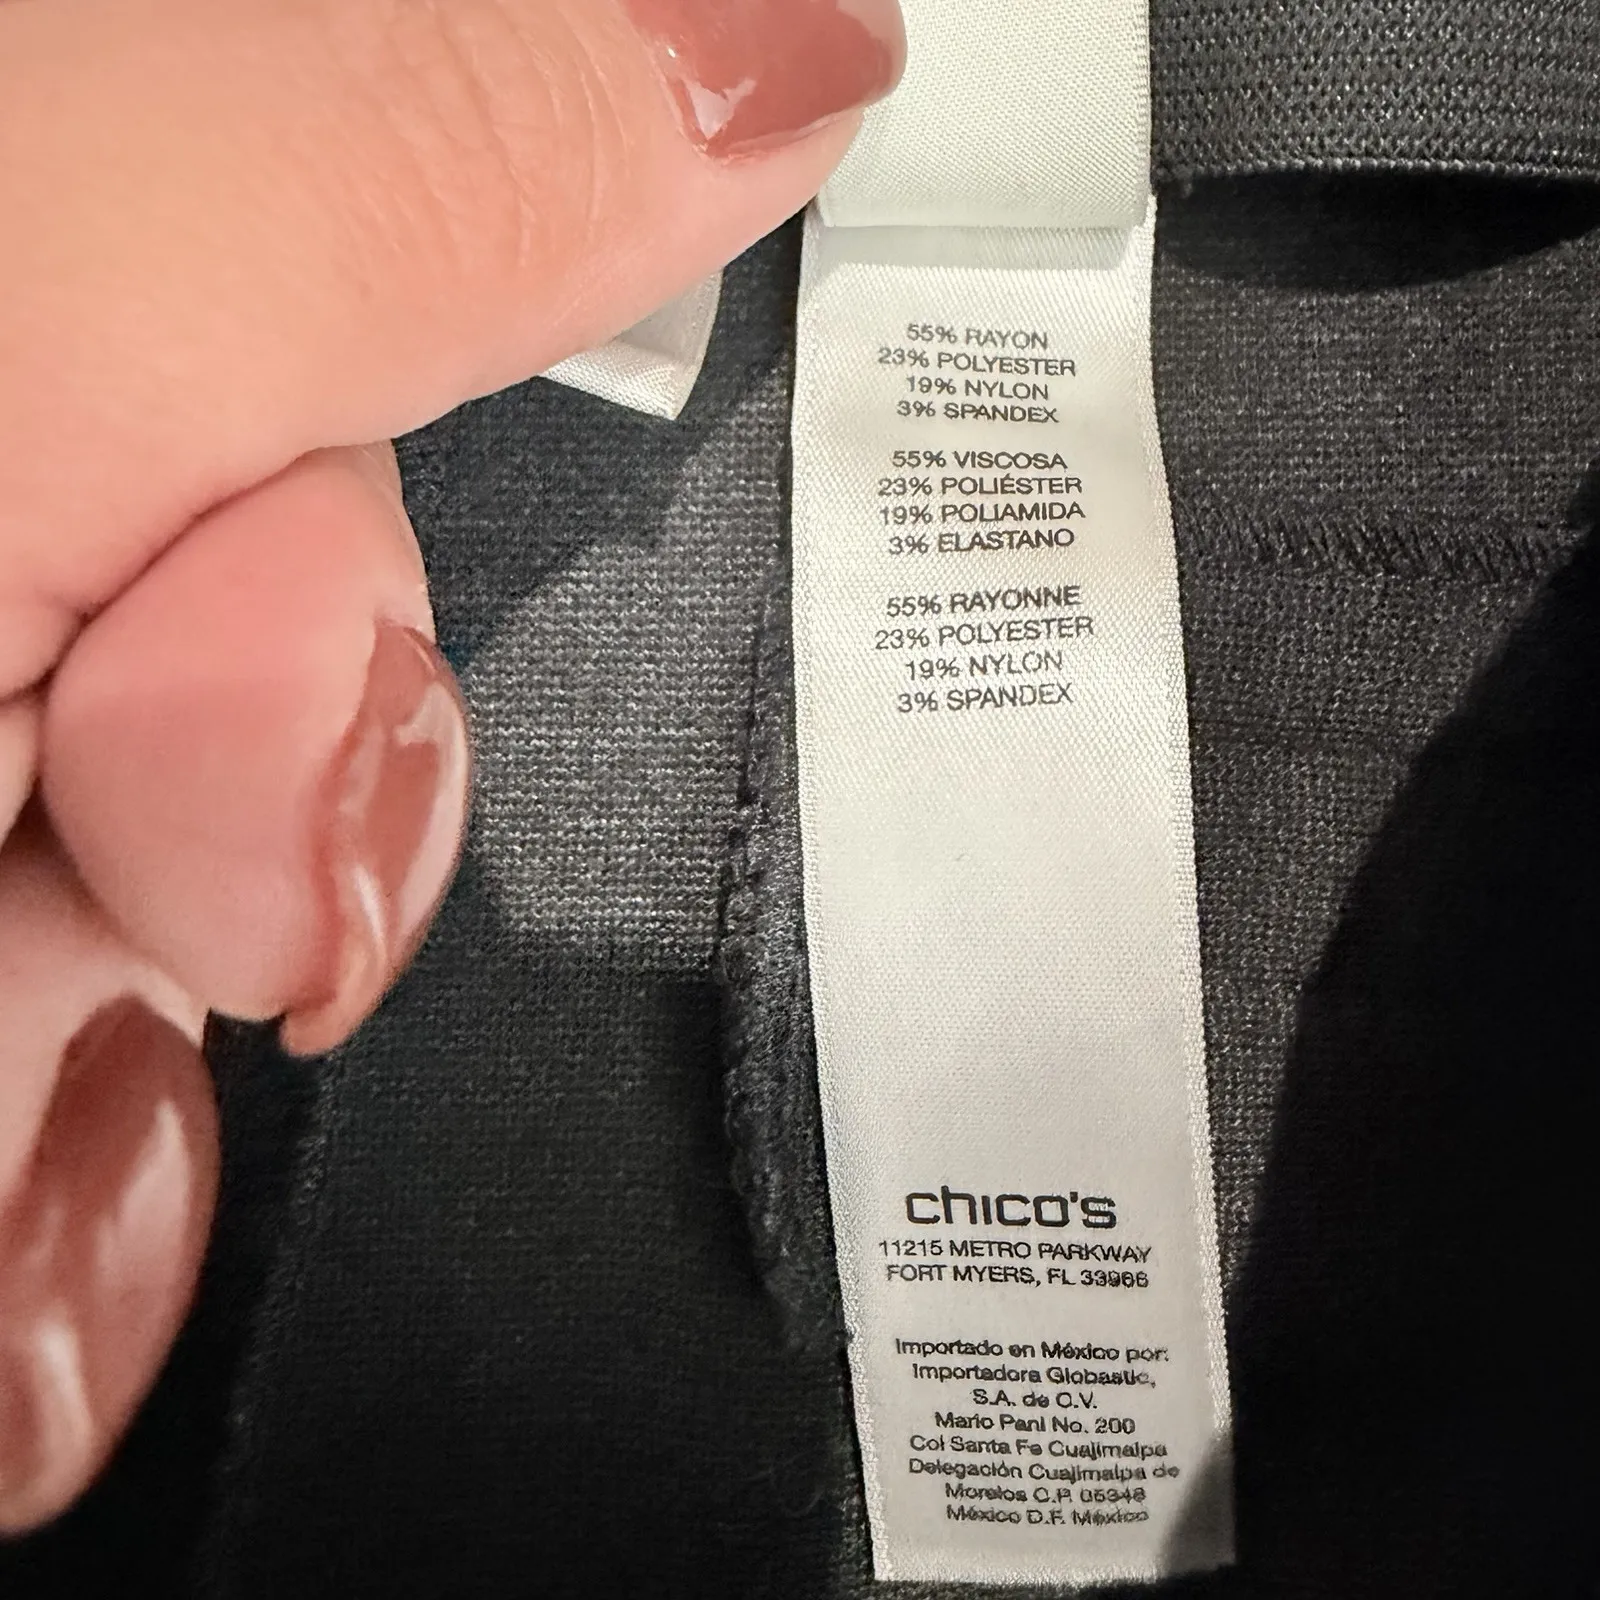 55% RAYON
23% POLYESTER
19% NYLON
3% SPANDEX
55% VISCOSA
23% POLIÉSTER
19% POLIAMIDA
3% ELASTANO
55% RAYONNE
23% POLYESTER
19% NYLON
3% SPANDEX
chico's
11215 METRO PARKWAY
FORT MYERS, FL 33966
Importado en México por:
Importadora
S.A. de C.V.
Mario Pani No. 200
Col Santa Fe Cuajimalpa
Delegación Cuajimalpa de
Morelos C.P. 05348
México D.F. México